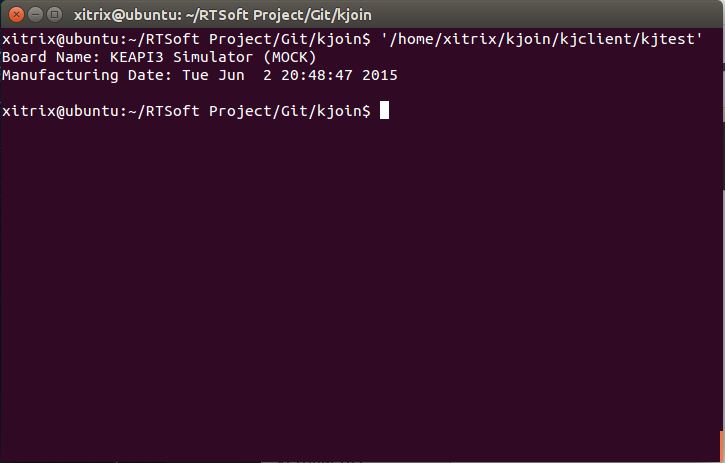 xitrix@ubuntu: ~/RTSoft Project/Git/kjoin
xitrix@ubuntu:~/RTSoft Project/Git/kjoin$ '/home/xitrix/kjoin/kjclient/kjtest'
Board Name: KEAPI3 Simulator (MOCK)
Manufacturing Date: Tue Jun  2 20:48:47 2015
xitrix@ubuntu:~/RTSoft Project/Git/kjoin$